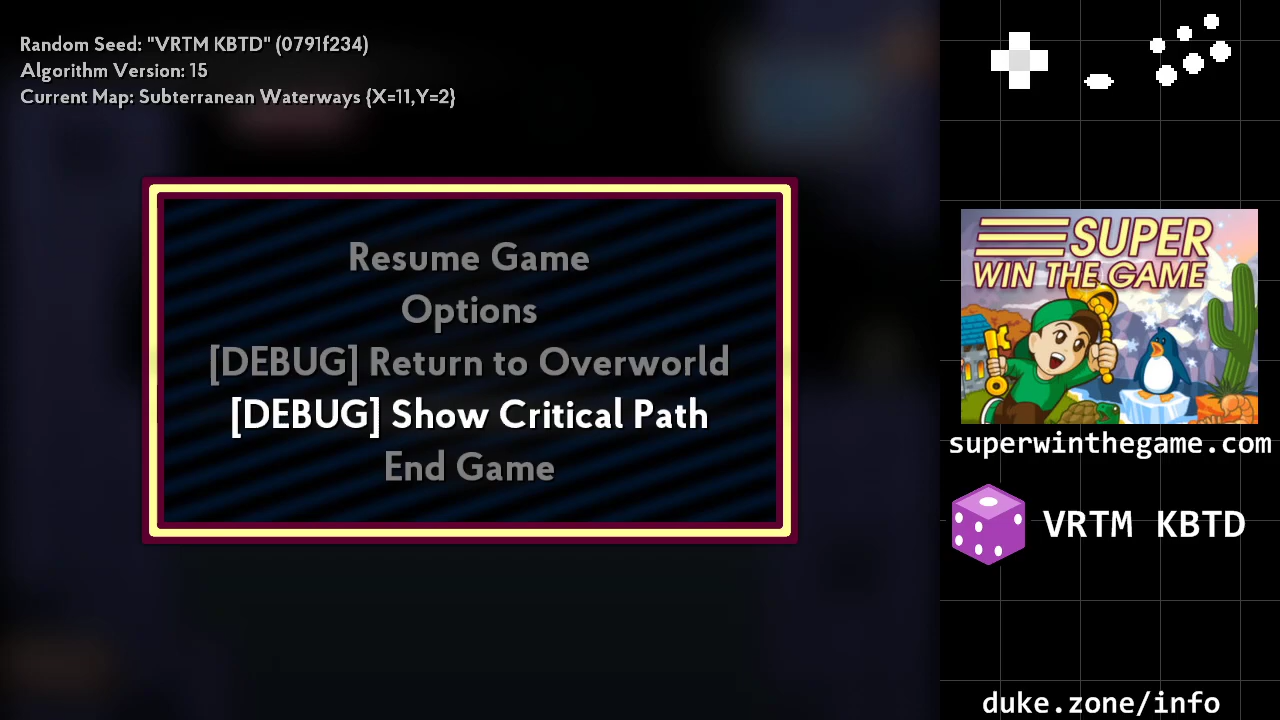 Random Seed: "VRTM KBTD" (0791f234)
Algorithm Version: 15
Current Map: Subterranean Waterways {X=11,Y=2}
Resume Game
Options
[DEBUG] Return to Overworld
[DEBUG] Show Critical Path
End Game
SUPER
WIN THE GAME
superwinthegame.com
VRTM KBTD
duke.zone/info